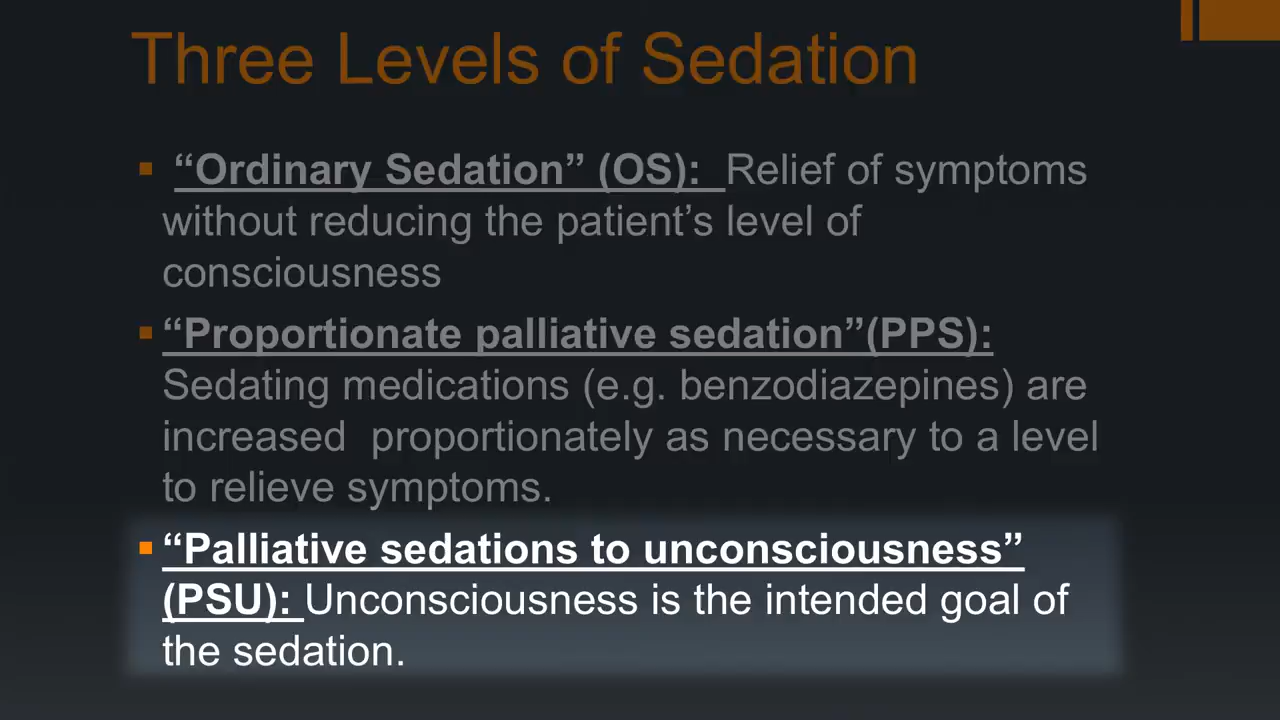 Three Levels of Sedation
“Ordinary Sedation” (OS): Relief of symptoms
without reducing the patient’s level of
consciousness
“Proportionate palliative sedation”(PPS):
Sedating medications (e.g. benzodiazepines) are
increased proportionately as necessary to a level
to relieve symptoms.
“Palliative sedations to unconsciousness”
(PSU): Unconsciousness is the intended goal of
the sedation.